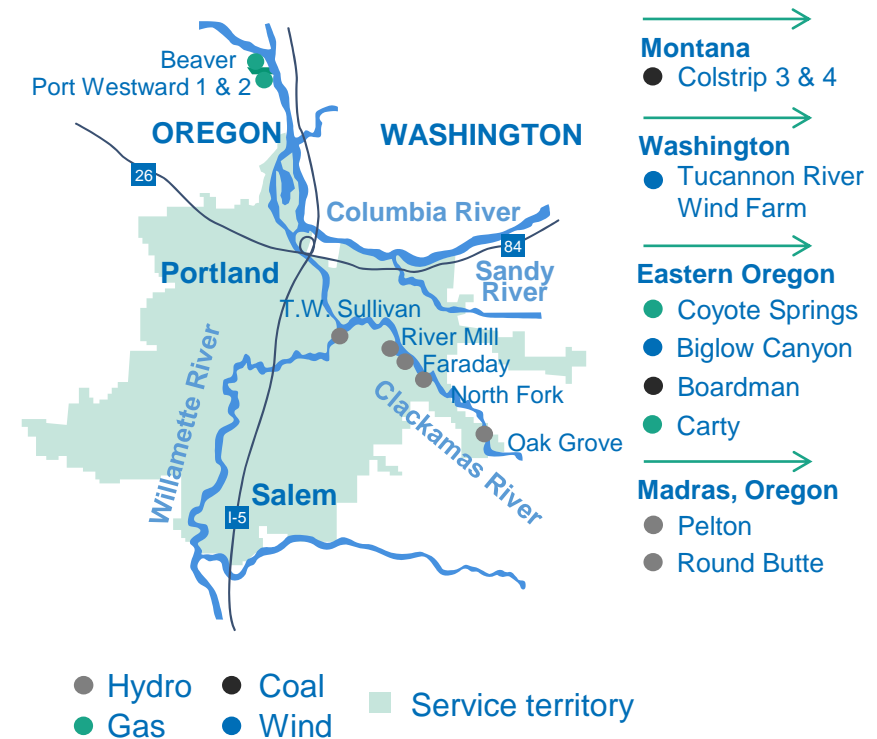 Beaver
Port Westward 1 & 2
OREGON
WASHINGTON
26
Columbia River
84
Portland
Sandy
River
T.W. Sullivan
River Mill
Faraday
North Fork
Willamette River
Clackamas River
Oak Grove
Salem
I-5
Montana
Colstrip 3 & 4
Washington
Tucannon River
Wind Farm
Eastern Oregon
Coyote Springs
Biglow Canyon
Boardman
Carty
Madras, Oregon
Pelton
Round Butte
Hydro
Coal
Gas
Wind
Service territory